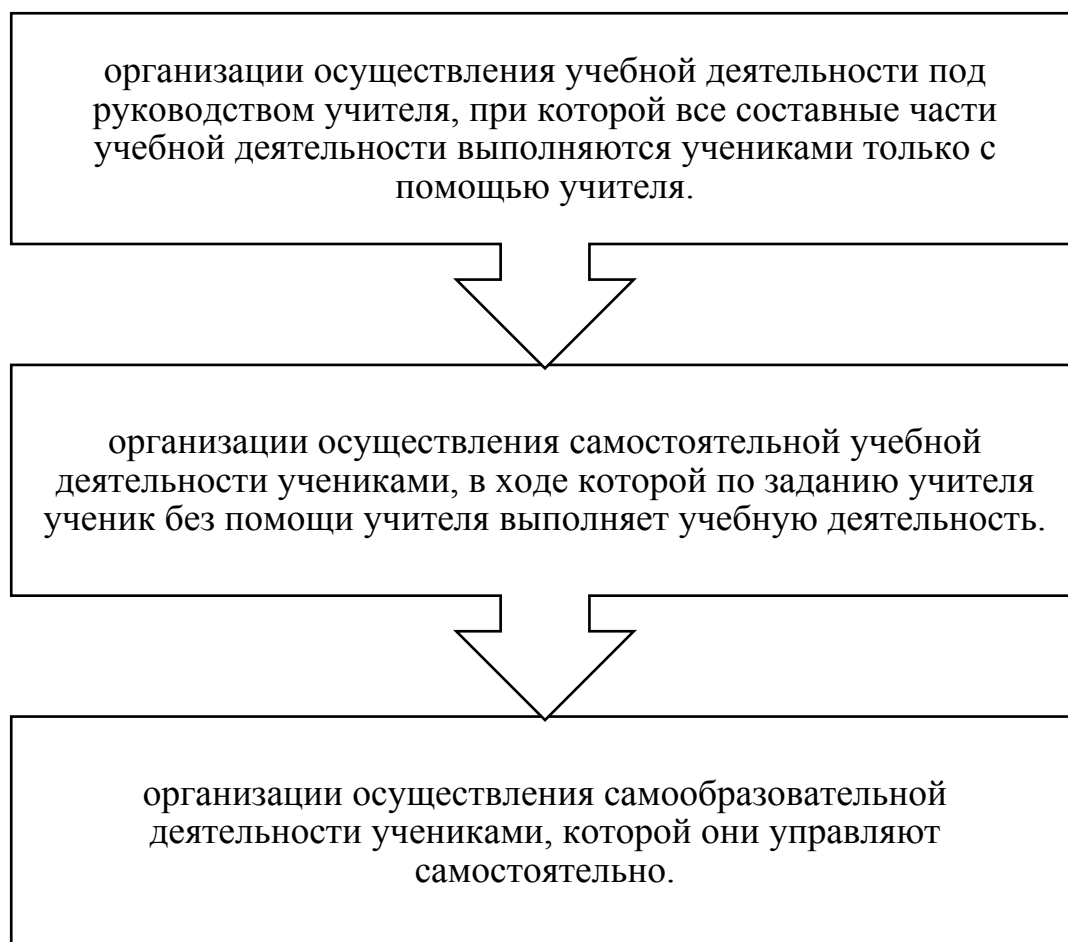 организации осуществления учебной деятельности под
руководством учителя, при которой все составные части
учебной деятельности выполняются учениками только с
помощью учителя.
организации осуществления самостоятельной учебной
деятельности учениками, в ходе которой по заданию учителя
ученик без помощи учителя выполняет учебную деятельность.
организации осуществления самообразовательной
деятельности учениками, которой они управляют
самостоятельно.